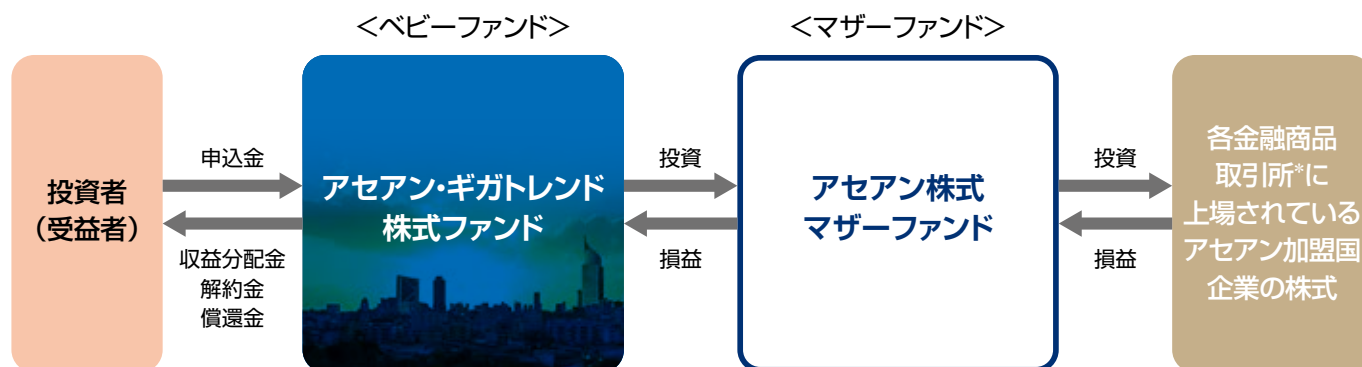 <ベビーファンド>
<マザーファンド>
投資者
(受益者)
申込金
収益分配金
解約金
償還金
アセアン・ギガトレンド
株式ファンド
投資
損益
アセアン株式
マザーファンド
投資
損益
各金融商品
取引所*に
上場されている
アセアン加盟国
企業の株式